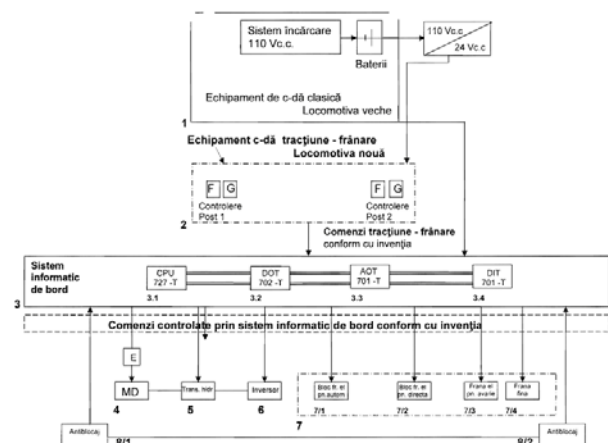 Sistem încărcare
110 Vc.c.
Baterii
110 Vc.c
24 Vc.c
Echipament de c-dă clasică
Locomotiva veche
1
Echipament c-dă tracţiune - frânare
Locomotiva nouă
F G
F G
Controlere
Post 1
Controlere
Post 2
2
Comenzi tracţiune - frânare
conform cu invenţia
Sistem
informatic
de bord
CPU
727 -T
DOT
702 -T
AOT
701 -T
DIT
701 -T
3.1
3.2
3.3
3.4
3
Comenzi controlate prin sistem informatic de bord conform cu invenţia
E
MD
Trans. hidr
Inversor
4
5
6
Bloc fr. el
pn. autom
Bloc fr. el
pn. directa
Frana el
pn. avarie
Frana
fina
7/1
7/2
7/3
7/4
7
Antiblocaj
8/1
8/2
Antiblocaj